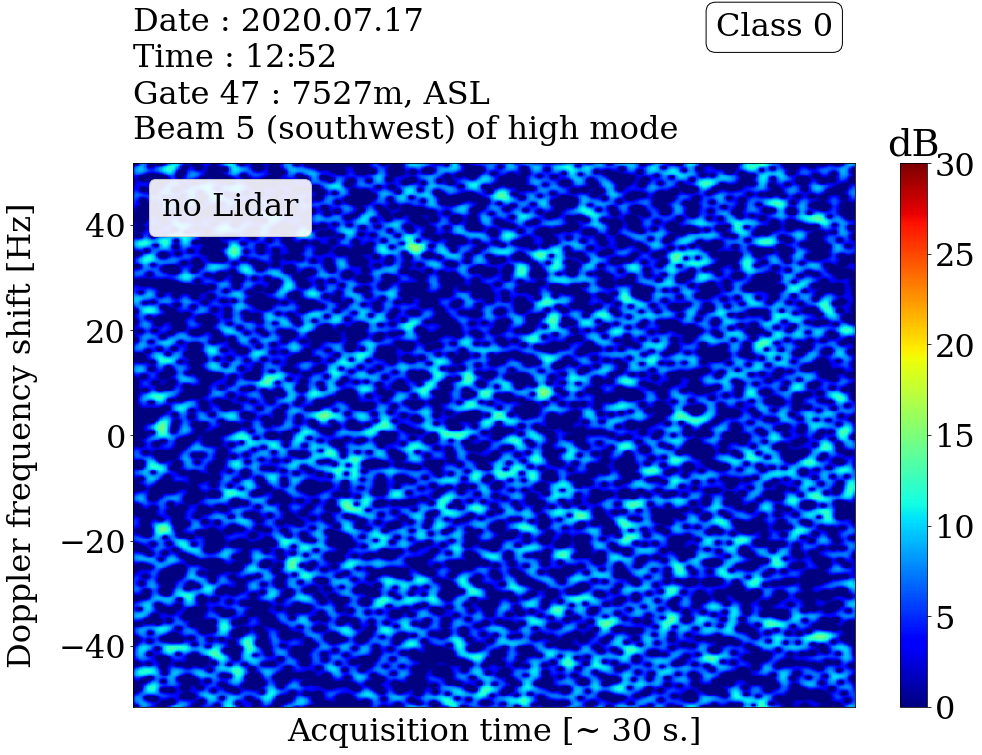 Date : 2020.07.17
Time : 12:52
Gate 47 : 7527m, ASL
Beam 5 (southwest) of high mode
Class 0
no Lidar
Doppler frequency shift [Hz]
40
20
0
−20
−40
Acquisition time [~ 30 s.]
dB
30
25
20
15
10
5
0